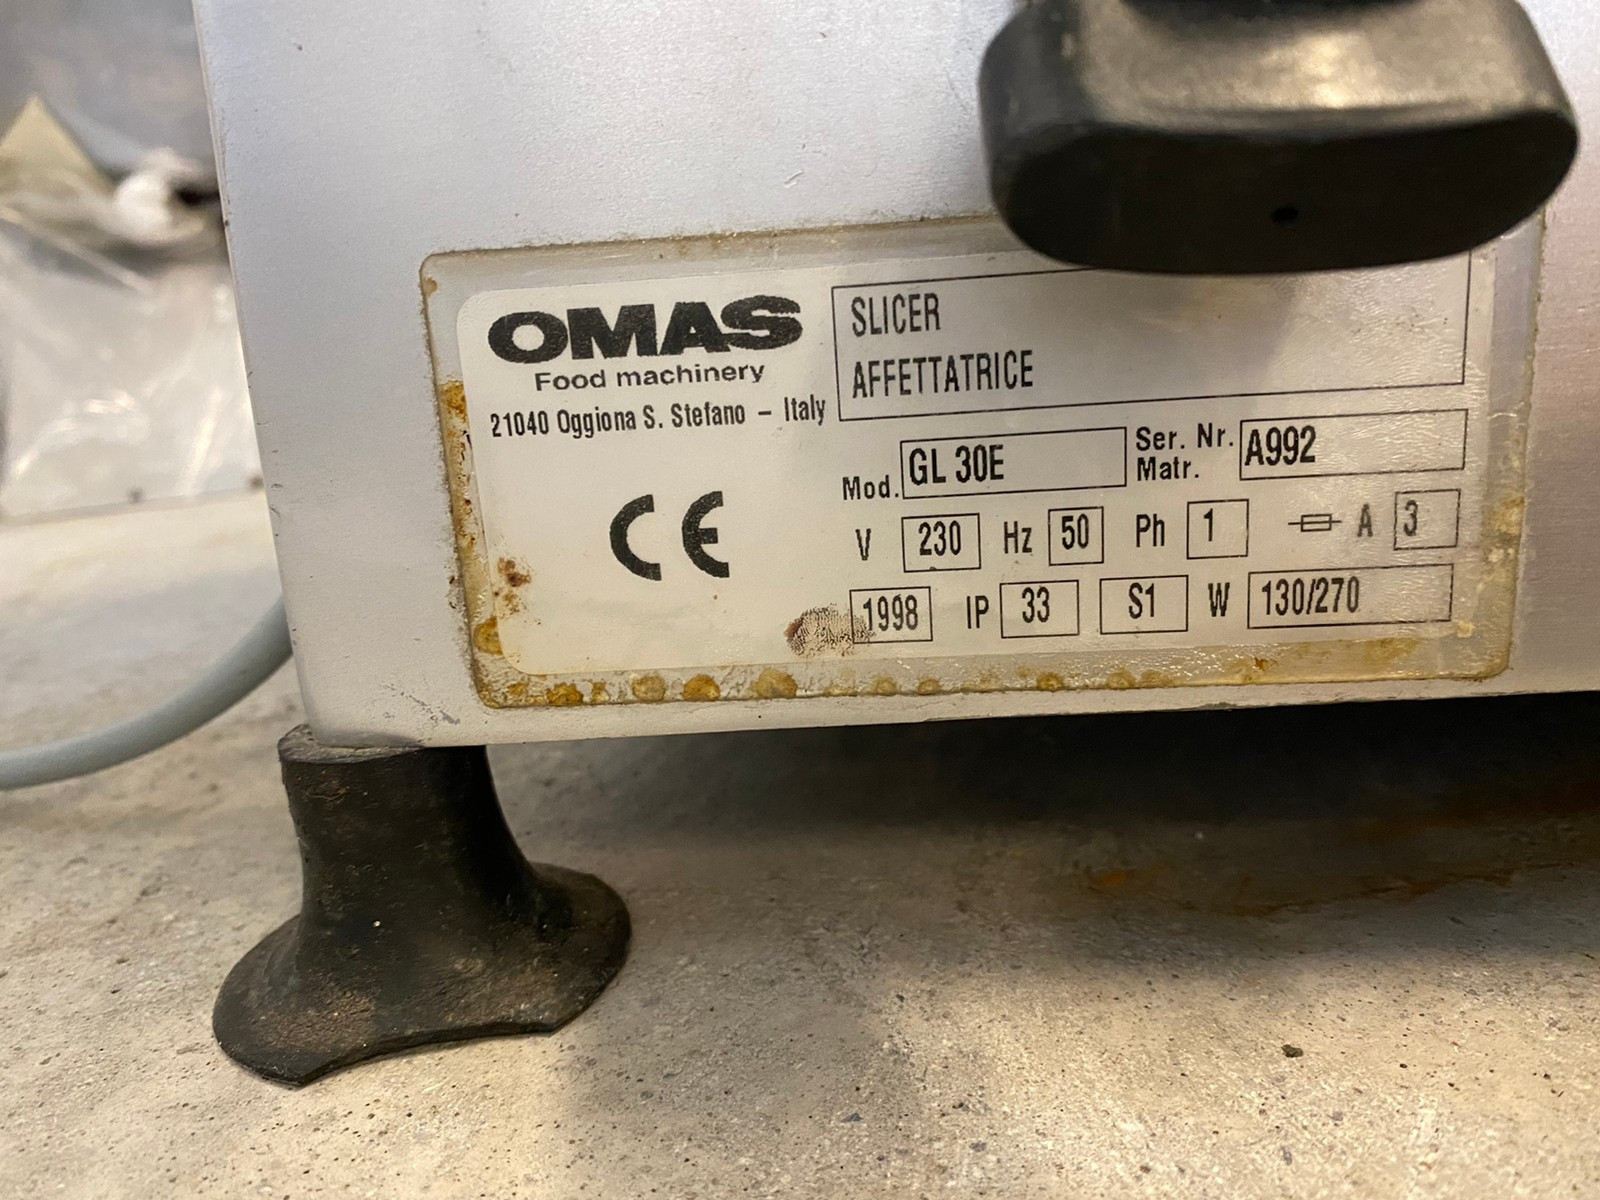 OMAS
Food machinery
21040 Oggiona S. Stefano – Italy
CE
SLICER
AFFETTATRICE
Mod. GL 30E Ser. Nr. Matr. A992
V 230 Hz 50 Ph 1 A 3
1998 IP 33 S1 W 130/270